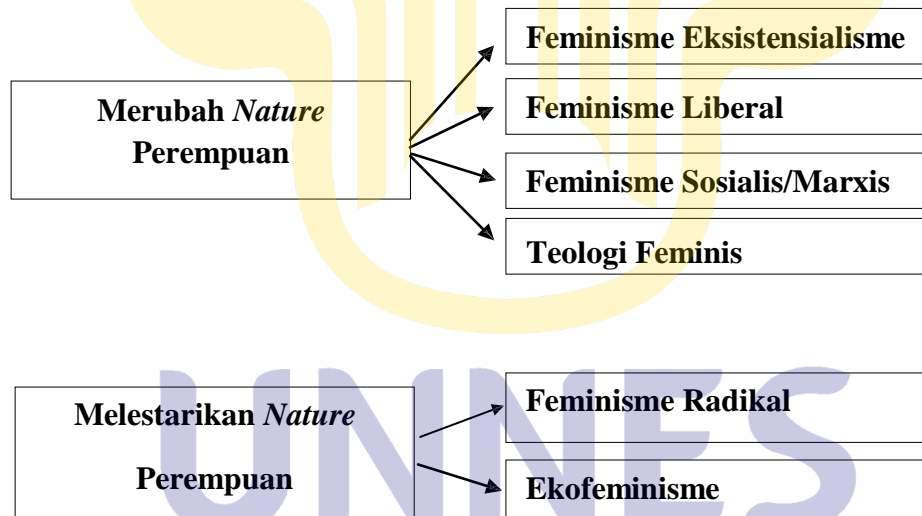 Merubah Nature
Perempuan
Feminisme Eksistensialisme
Feminisme Liberal
Feminisme Sosialis/Marxis
Teologi Feminis
Melestarikan Nature
Perempuan
Feminisme Radikal
Ekofeminisme
UNNES